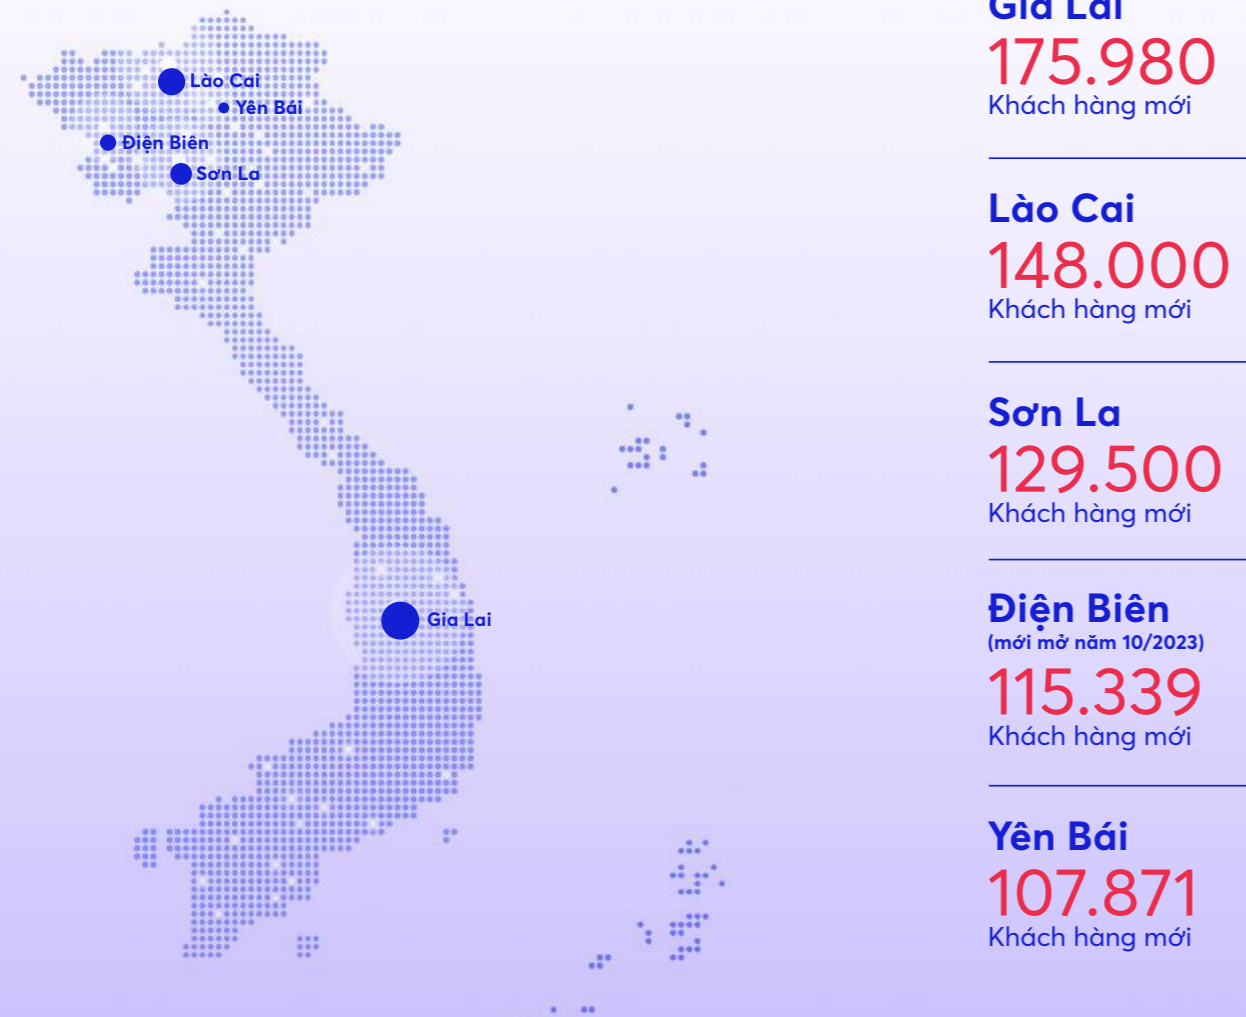 Lào Cai
Yên Bái
Điện Biên
Sơn La
Gia Lai
Gia Lai
175.980
Khách hàng mới
Lào Cai
148.000
Khách hàng mới
Sơn La
129.500
Khách hàng mới
Điện Biên
(mới mở năm 10/2023)
115.339
Khách hàng mới
Yên Bái
107.871
Khách hàng mới